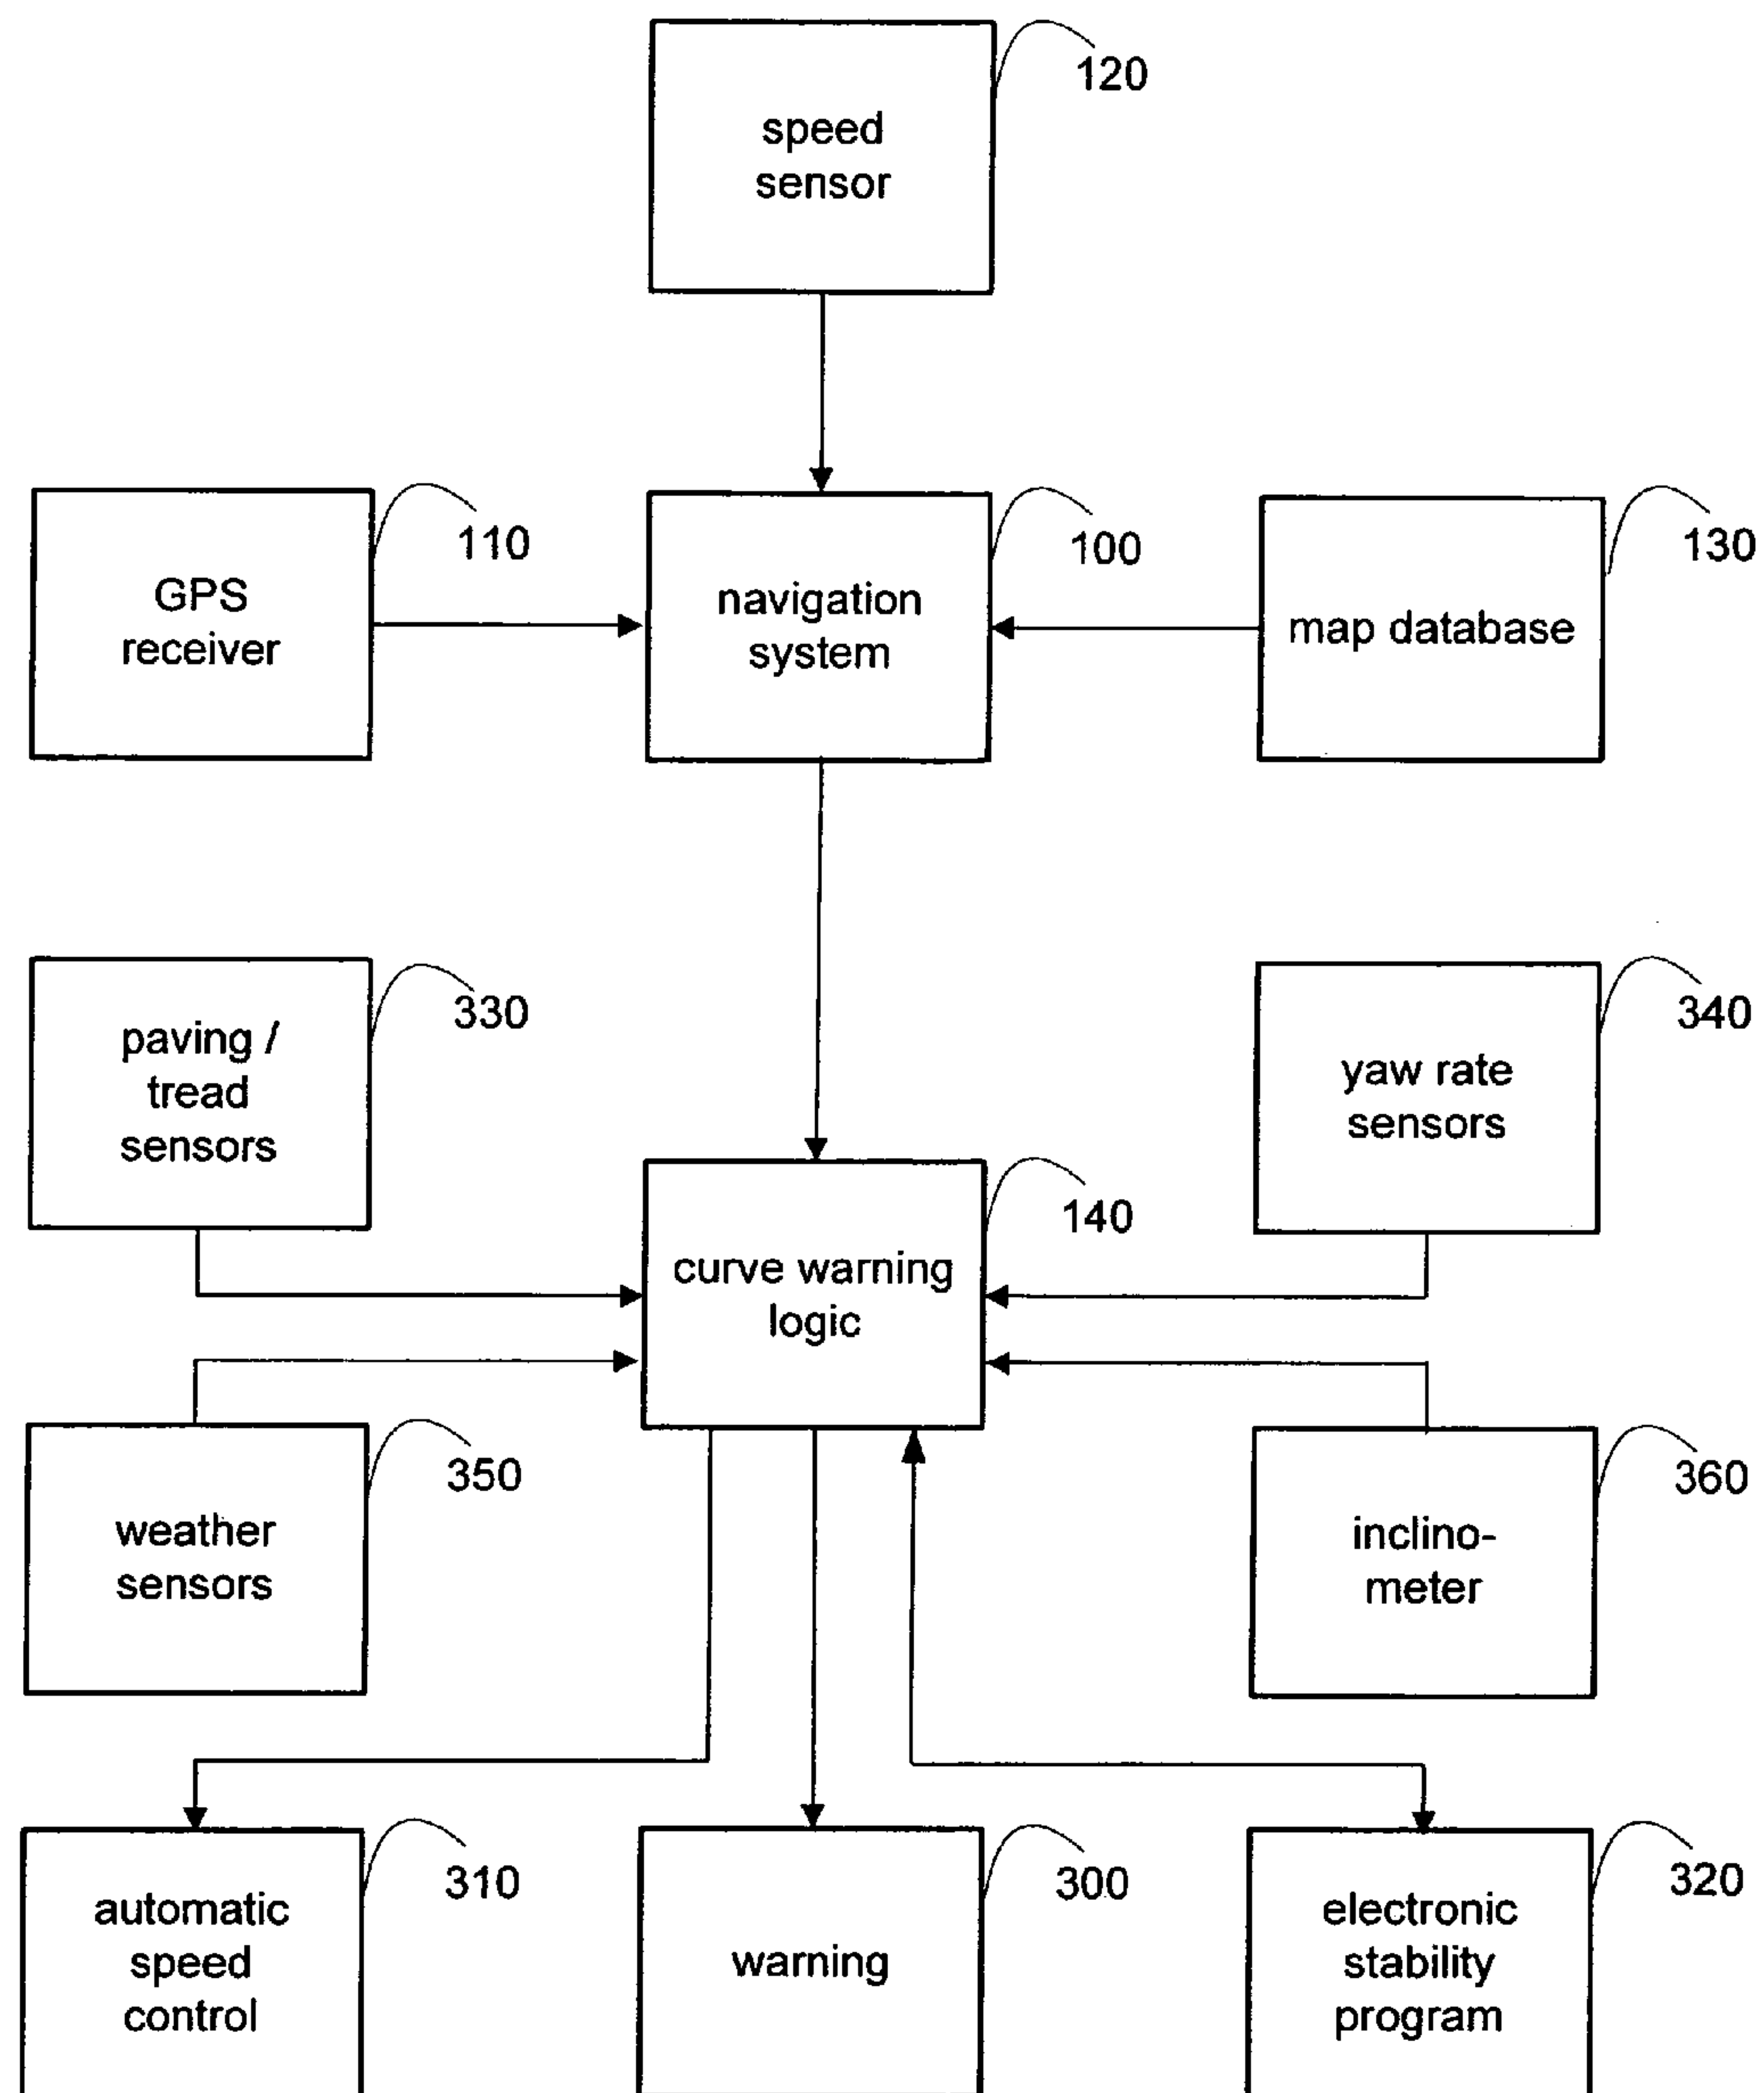 120
speed
sensor
110
100
130
GPS
receiver
navigation
system
map database
330
340
paving /
tread
sensors
yaw rate
sensors
140
curve warning
logic
350
360
weather
sensors
inclino-
meter
310
300
320
automatic
speed
control
warning
electronic
stability
program